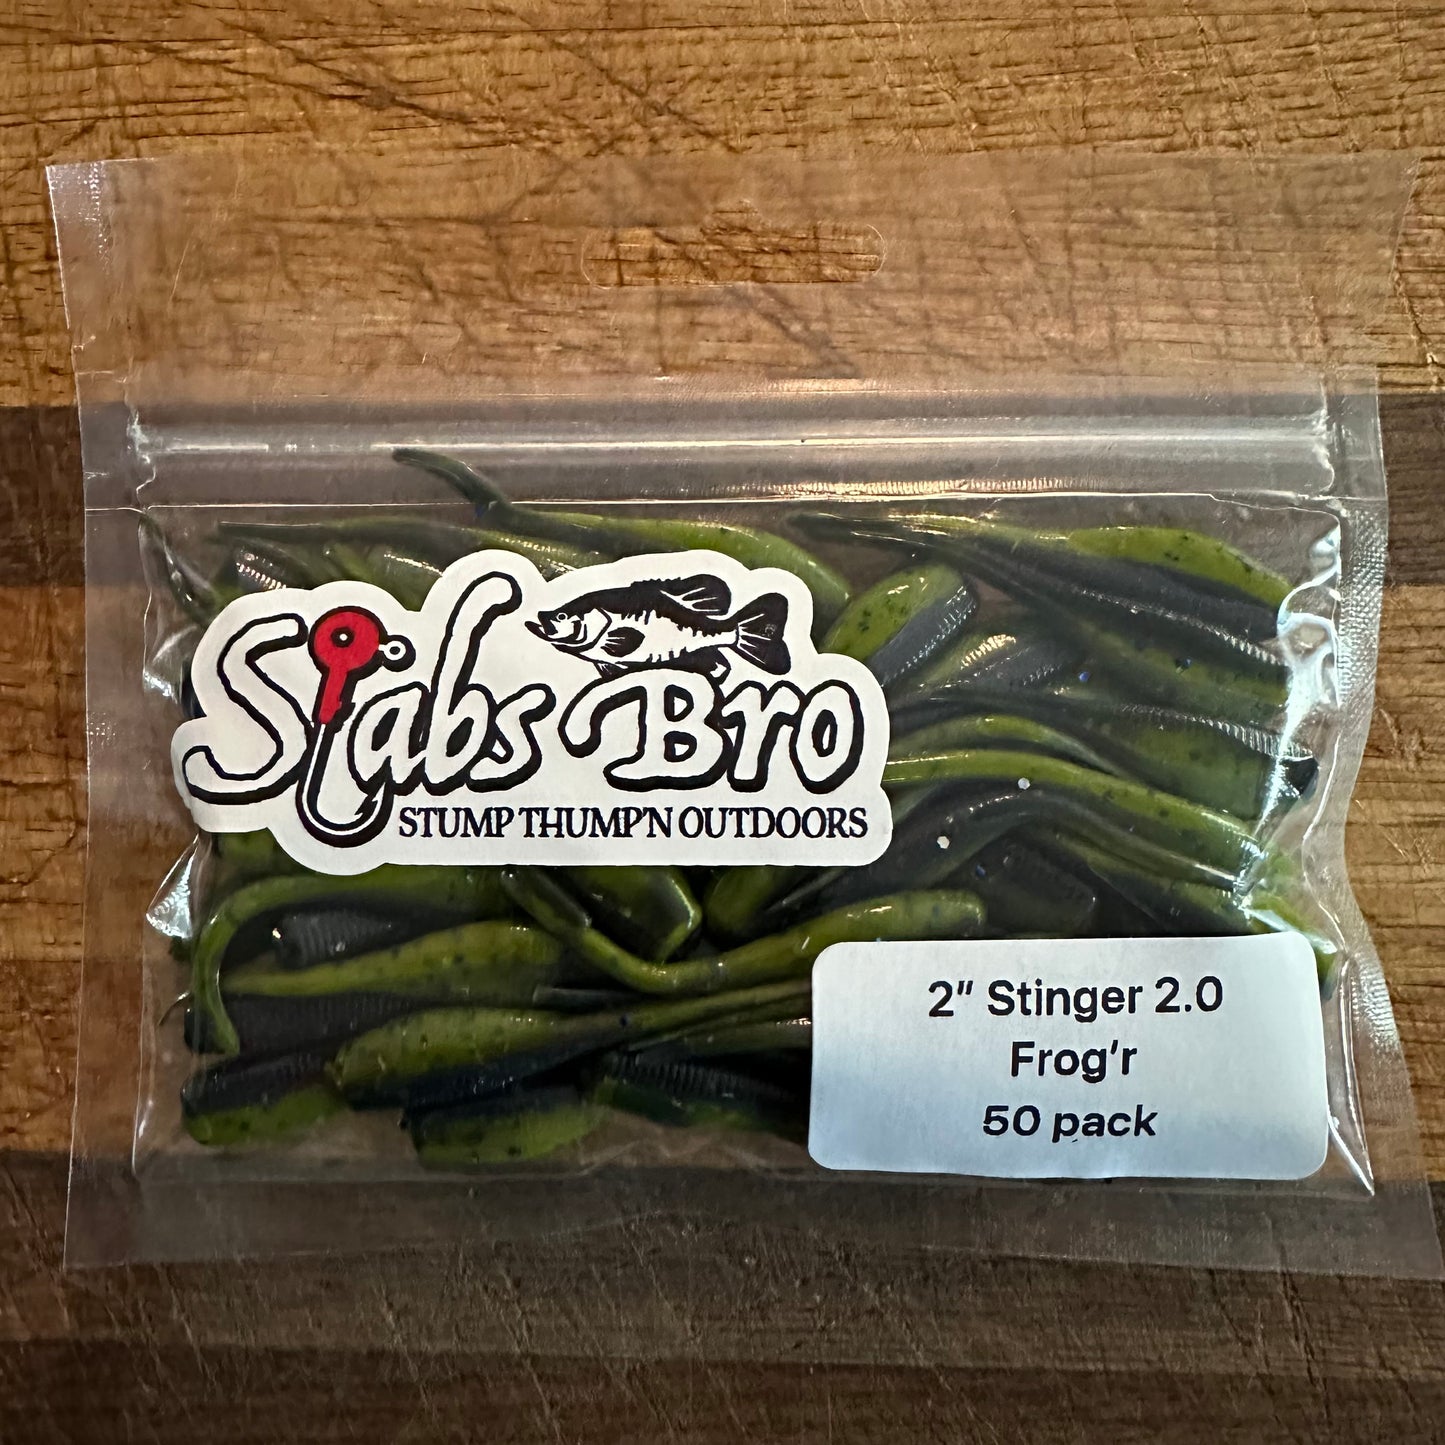 Slabs Bro
STUMP THUMP'N OUTDOORS
2" Stinger 2.0
Frog'r
50 pack